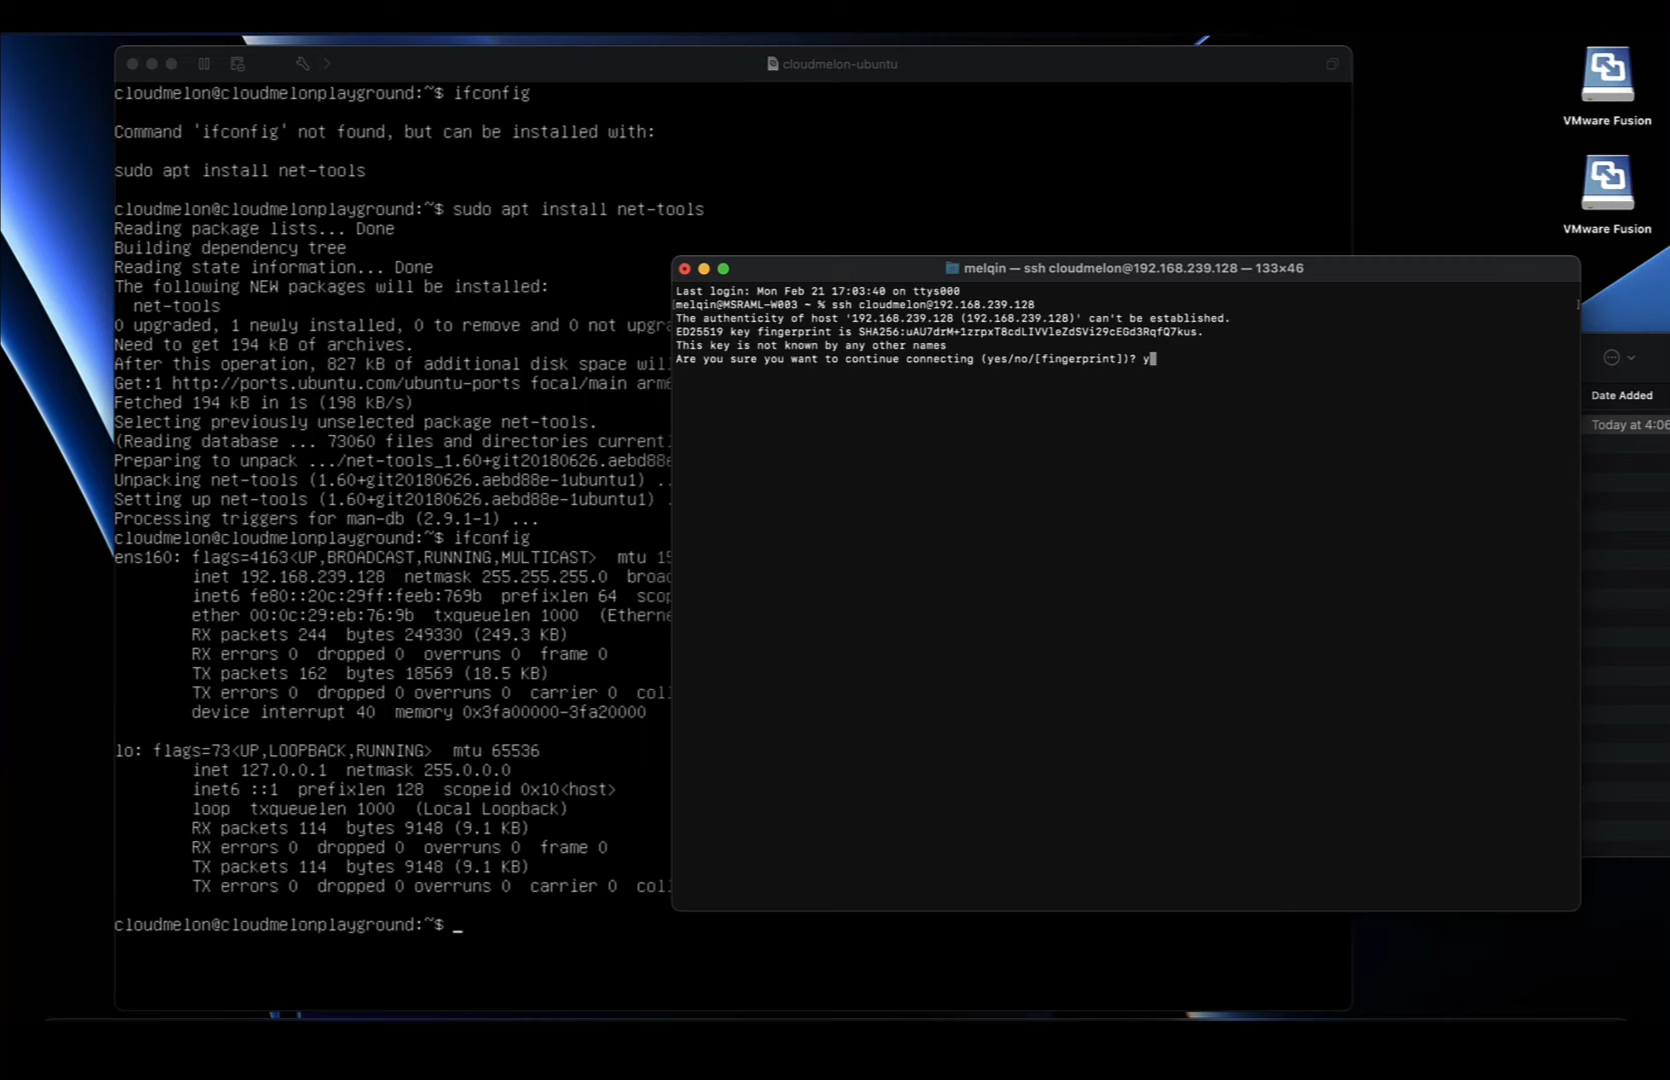 cloudmelon-ubuntu
cloudmelon@cloudmelonplayground:~$ ifconfig
Command 'ifconfig' not found, but can be installed with:
sudo apt install net-tools
cloudmelon@cloudmelonplayground:~$ sudo apt install net-tools
Reading package lists... Done
Building dependency tree
Reading state information... Done
The following NEW packages will be installed:
net-tools
0 upgraded, 1 newly installed, 0 to remove and 0 not upgra
Need to get 194 kB of archives.
After this operation, 827 kB of additional disk space wil
Get:1 http://ports.ubuntu.com/ubuntu-ports focal/main arm
Fetched 194 kB in 1s (198 kB/s)
Selecting previously unselected package net-tools.
(Reading database ... 73060 files and directories current
Preparing to unpack .../net-tools_1.60+git20180626.aebd88e
Unpacking net-tools (1.60+git20180626.aebd88e-1ubuntu1) ..
Setting up net-tools (1.60+git20180626.aebd88e-1ubuntu1) .
Processing triggers for man-db (2.9.1-1) ...
cloudmelon@cloudmelonplayground:~$ ifconfig
ens160: flags=4163<UP,BROADCAST,RUNNING,MULTICAST>  mtu 15
inet 192.168.239.128  netmask 255.255.255.0  broad
inet6 fe80::20c:29ff:feeb:769b  prefixlen 64  scop
ether 00:0c:29:eb:76:9b  txqueuelen 1000  (Etherne
RX packets 244  bytes 249330 (249.3 KB)
RX errors 0  dropped 0  overruns 0  frame 0
TX packets 162  bytes 18569 (18.5 KB)
TX errors 0  dropped 0 overruns 0  carrier 0  col
device interrupt 40  memory 0x3fa00000-3fa20000
lo: flags=73<UP,LOOPBACK,RUNNING>  mtu 65536
inet 127.0.0.1  netmask 255.0.0.0
inet6 ::1  prefixlen 128  scopeid 0x10<host>
loop  txqueuelen 1000  (Local Loopback)
RX packets 114  bytes 9148 (9.1 KB)
RX errors 0  dropped 0  overruns 0  frame 0
TX packets 114  bytes 9148 (9.1 KB)
TX errors 0  dropped 0 overruns 0  carrier 0  col
cloudmelon@cloudmelonplayground:~$ _
melqin — ssh cloudmelon@192.168.239.128 — 133×46
Last login: Mon Feb 21 17:03:40 on ttys000
[melqin@MSRAML-W003 ~ % ssh cloudmelon@192.168.239.128 ]
The authenticity of host '192.168.239.128 (192.168.239.128)' can't be established.
ED25519 key fingerprint is SHA256:uAU7drM+1zrpxT8cdLIVVleZdSVi29cEGd3RqfQ7kus.
This key is not known by any other names
Are you sure you want to continue connecting (yes/no/[fingerprint])? y
VMware Fusion
VMware Fusion
Date Added
Today at 4:06